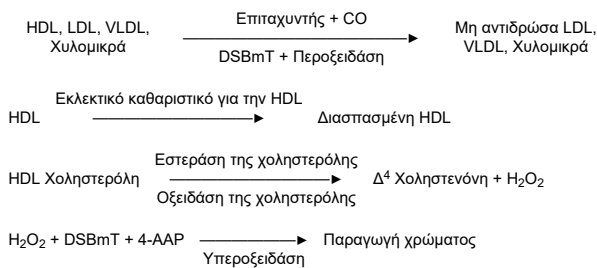 Επιταχυντής + CO
HDL, LDL, VLDL, Χυλομικρά ———————► Μη αντιδρώσα LDL, VLDL, Χυλομικρά
DSBmT + Περοξειδάση
Εκλεκτικό καθαριστικό για την HDL
HDL ———————► Διασπασμένη HDL
Εστεράση της χοληστερόλης
HDL Χοληστερόλη ———————► Δ⁴ Χοληστενόνη + H₂O₂
Οξειδάση της χοληστερόλης
H₂O₂ + DSBmT + 4-AAP ———————► Παραγωγή χρώματος
Υπεροξειδάση